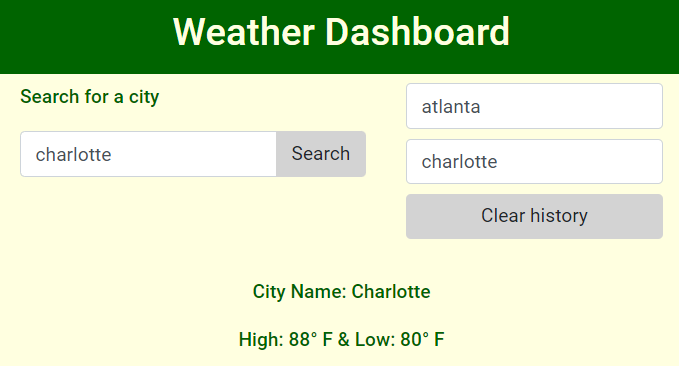 Weather Dashboard
Search for a city
charlotte
Search
atlanta
charlotte
Clear history
City Name: Charlotte
High: 88° F & Low: 80° F